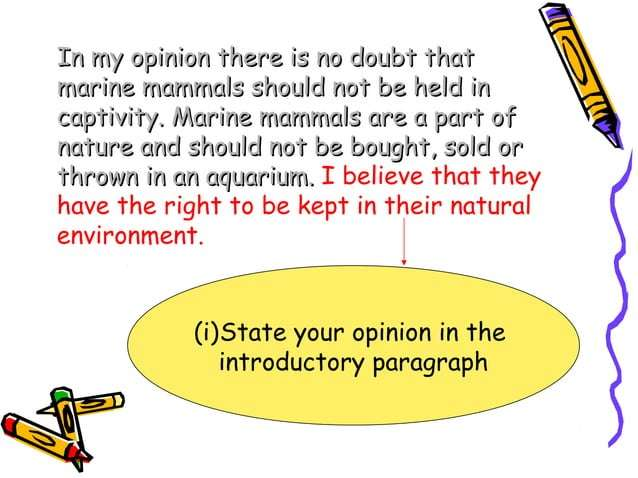 In my opinion there is no doubt that
marine mammals should not be held in
captivity. Marine mammals are a part of
nature and should not be bought, sold or
thrown in an aquarium. I believe that they
have the right to be kept in their natural
environment.
(i)State your opinion in the
introductory paragraph